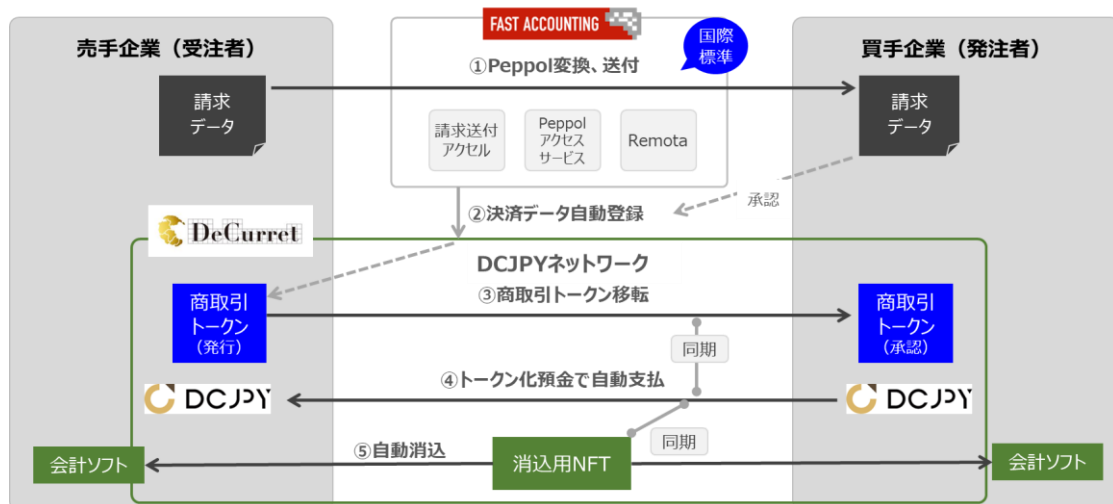 FAST ACCOUNTING
売手企業（受注者）
国際
標準
買手企業（発注者）
①Peppol変換、送付
請求
データ
請求
データ
請求送付
アクセル
Peppol
アクセス
サービス
Remota
承認
②決済データ自動登録
DeCurret
DCJPYネットワーク
③商取引トークン移転
商取引
トークン
（発行）
商取引
トークン
（承認）
同期
④トークン化預金で自動支払
DCJPY
DCJPY
同期
⑤自動消込
会計ソフト
消込用NFT
会計ソフト